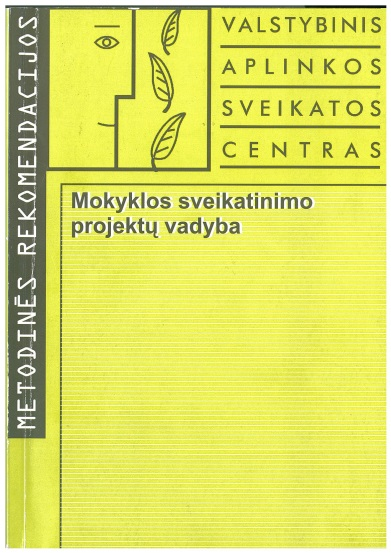 VALSTYBINIS
APLINKOS
SVEIKATOS
CENTRAS
METODINĖS REKOMENDACIJOS
Mokyklos sveikatinimo
projektų vadyba